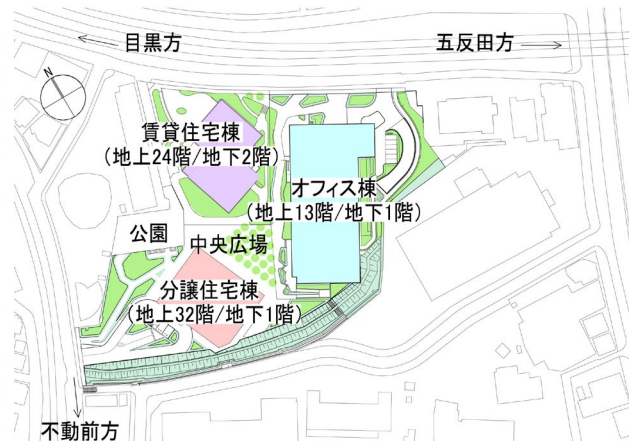 目黒方
五反田方
N
賃貸住宅棟
（地上24階/地下2階）
オフィス棟
（地上13階/地下1階）
公園
中央広場
分譲住宅棟
（地上32階/地下1階）
不動前方